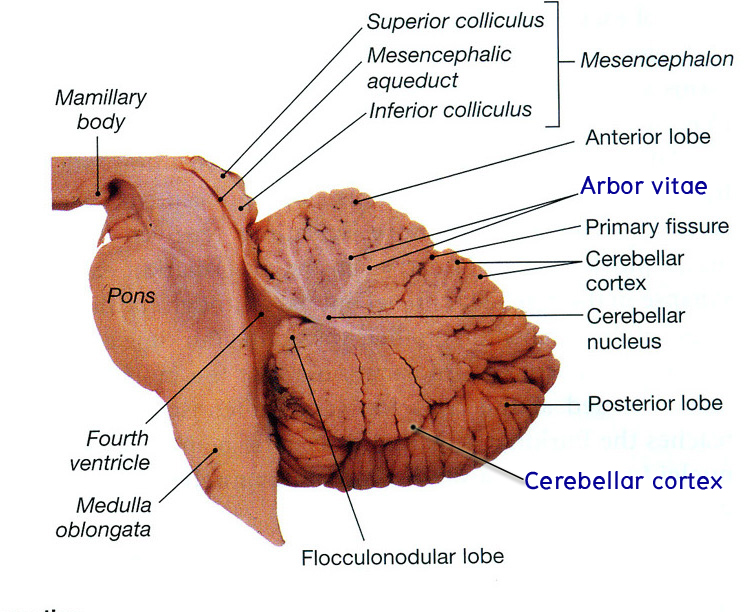 Superior colliculus
Mesencephalic
aqueduct
Inferior colliculus
Mesencephalon
Mamillary
body
Anterior lobe
Arbor vitae
Primary fissure
Cerebellar
cortex
Pons
Cerebellar
nucleus
Posterior lobe
Fourth
ventricle
Cerebellar cortex
Medulla
oblongata
Flocculonodular lobe